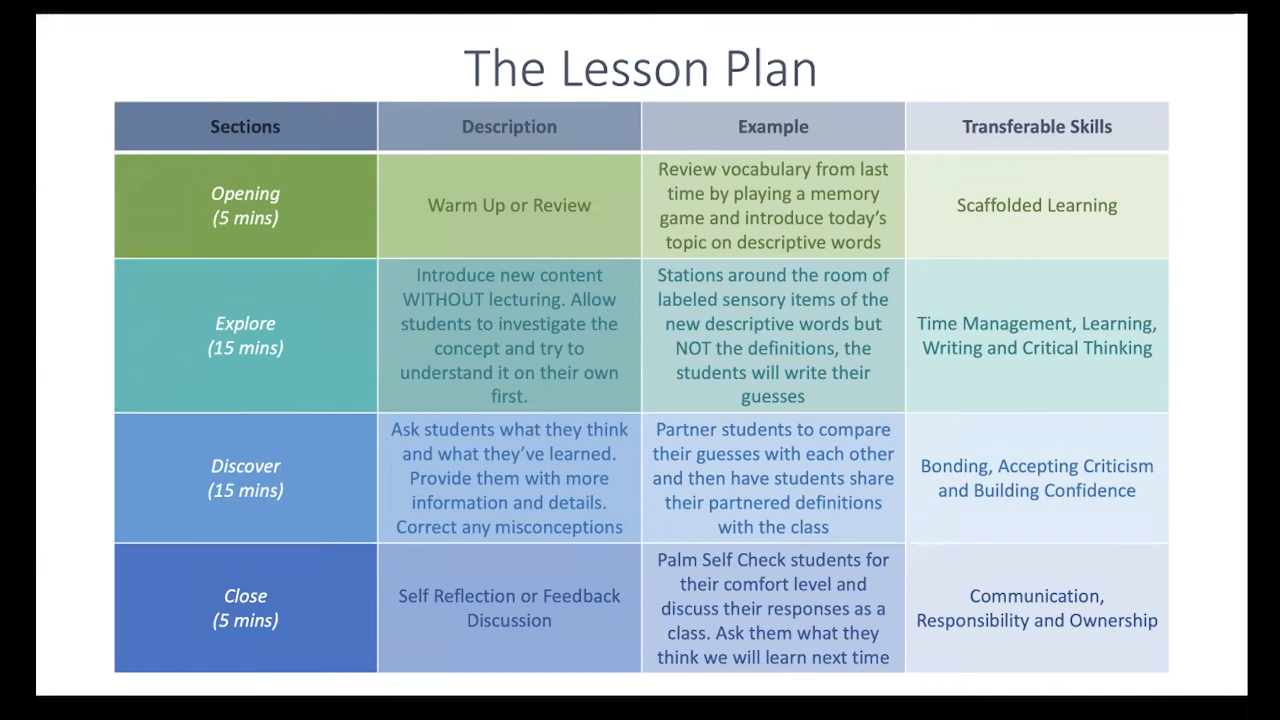 The Lesson Plan
Sections
Description
Example
Transferable Skills
Opening
(5 mins)
Warm Up or Review
Review vocabulary from last
time by playing a memory
game and introduce today's
topic on descriptive words
Scaffolded Learning
Explore
(15 mins)
Introduce new content
WITHOUT lecturing. Allow
students to investigate the
concept and try to
understand it on their own
first.
Stations around the room of
labeled sensory items of the
new descriptive words but
NOT the definitions, the
students will write their
guesses
Time Management, Learning,
Writing and Critical Thinking
Discover
(15 mins)
Ask students what they think
and what they've learned.
Provide them with more
information and details.
Correct any misconceptions
Partner students to compare
their guesses with each other
and then have students share
their partnered definitions
with the class
Bonding, Accepting Criticism
and Building Confidence
Close
(5 mins)
Self Reflection or Feedback
Discussion
Palm Self Check students for
their comfort level and
discuss their responses as a
class. Ask them what they
think we will learn next time
Communication,
Responsibility and Ownership